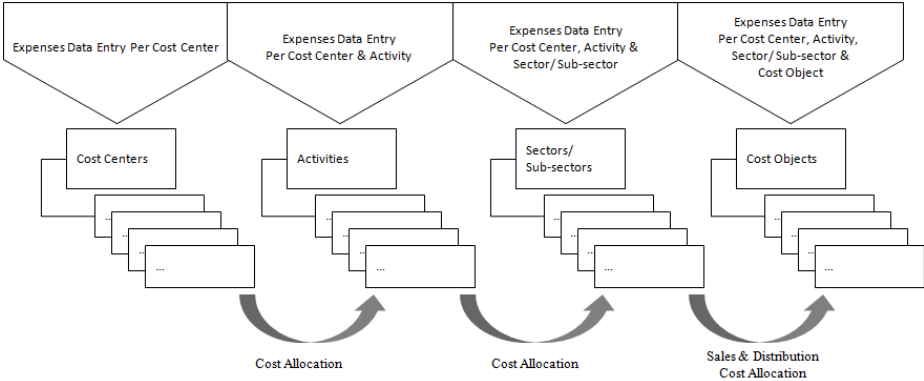 Expenses Data Entry Per Cost Center
Expenses Data Entry
Per Cost Center & Activity
Expenses Data Entry
Per Cost Center, Activity &
Sector/Sub-sector
Expenses Data Entry
Per Cost Center, Activity,
Sector/Sub-sector &
Cost Object
Cost Centers
...
...
...
...
Activities
...
...
...
...
Sectors/
Sub-sectors
...
...
...
...
Cost Objects
...
...
...
...
Cost Allocation
Cost Allocation
Sales & Distribution
Cost Allocation